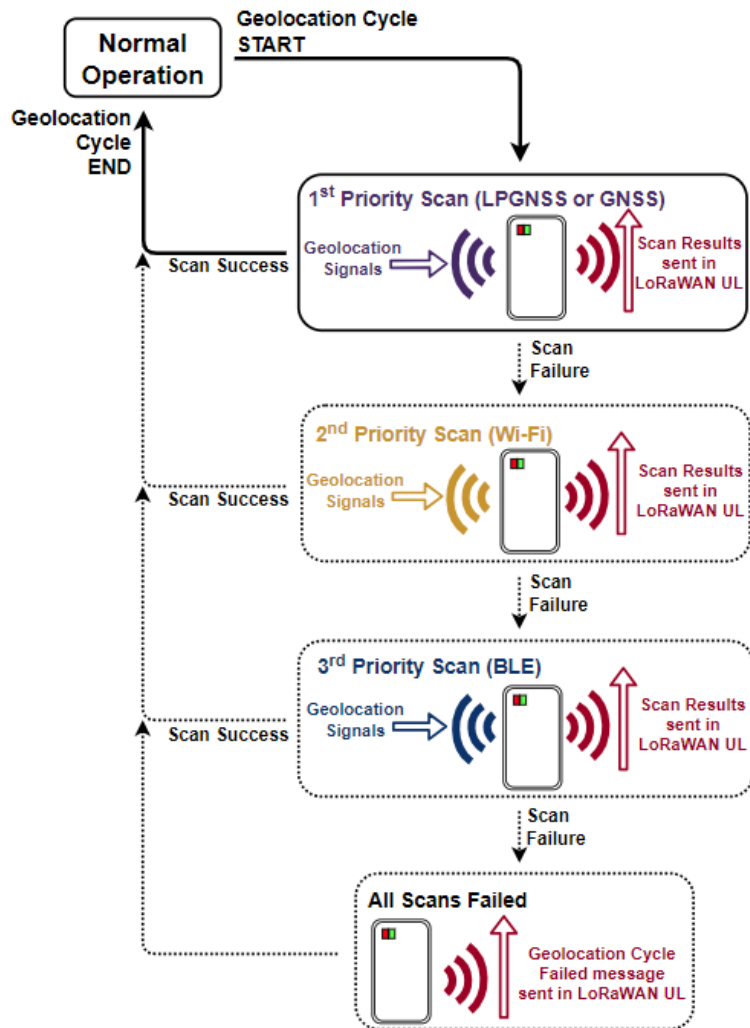 Geolocation Cycle
START
Normal
Operation
Geolocation
Cycle
END
1st Priority Scan (LPGNSS or GNSS)
Geolocation
Signals
Scan Results
sent in
LoRaWAN UL
Scan Success
Scan
Failure
2nd Priority Scan (Wi-Fi)
Geolocation
Signals
Scan Results
sent in
LoRaWAN UL
Scan Success
Scan
Failure
3rd Priority Scan (BLE)
Geolocation
Signals
Scan Results
sent in
LoRaWAN UL
Scan Success
Scan
Failure
All Scans Failed
Geolocation Cycle
Failed message
sent in LoRaWAN UL